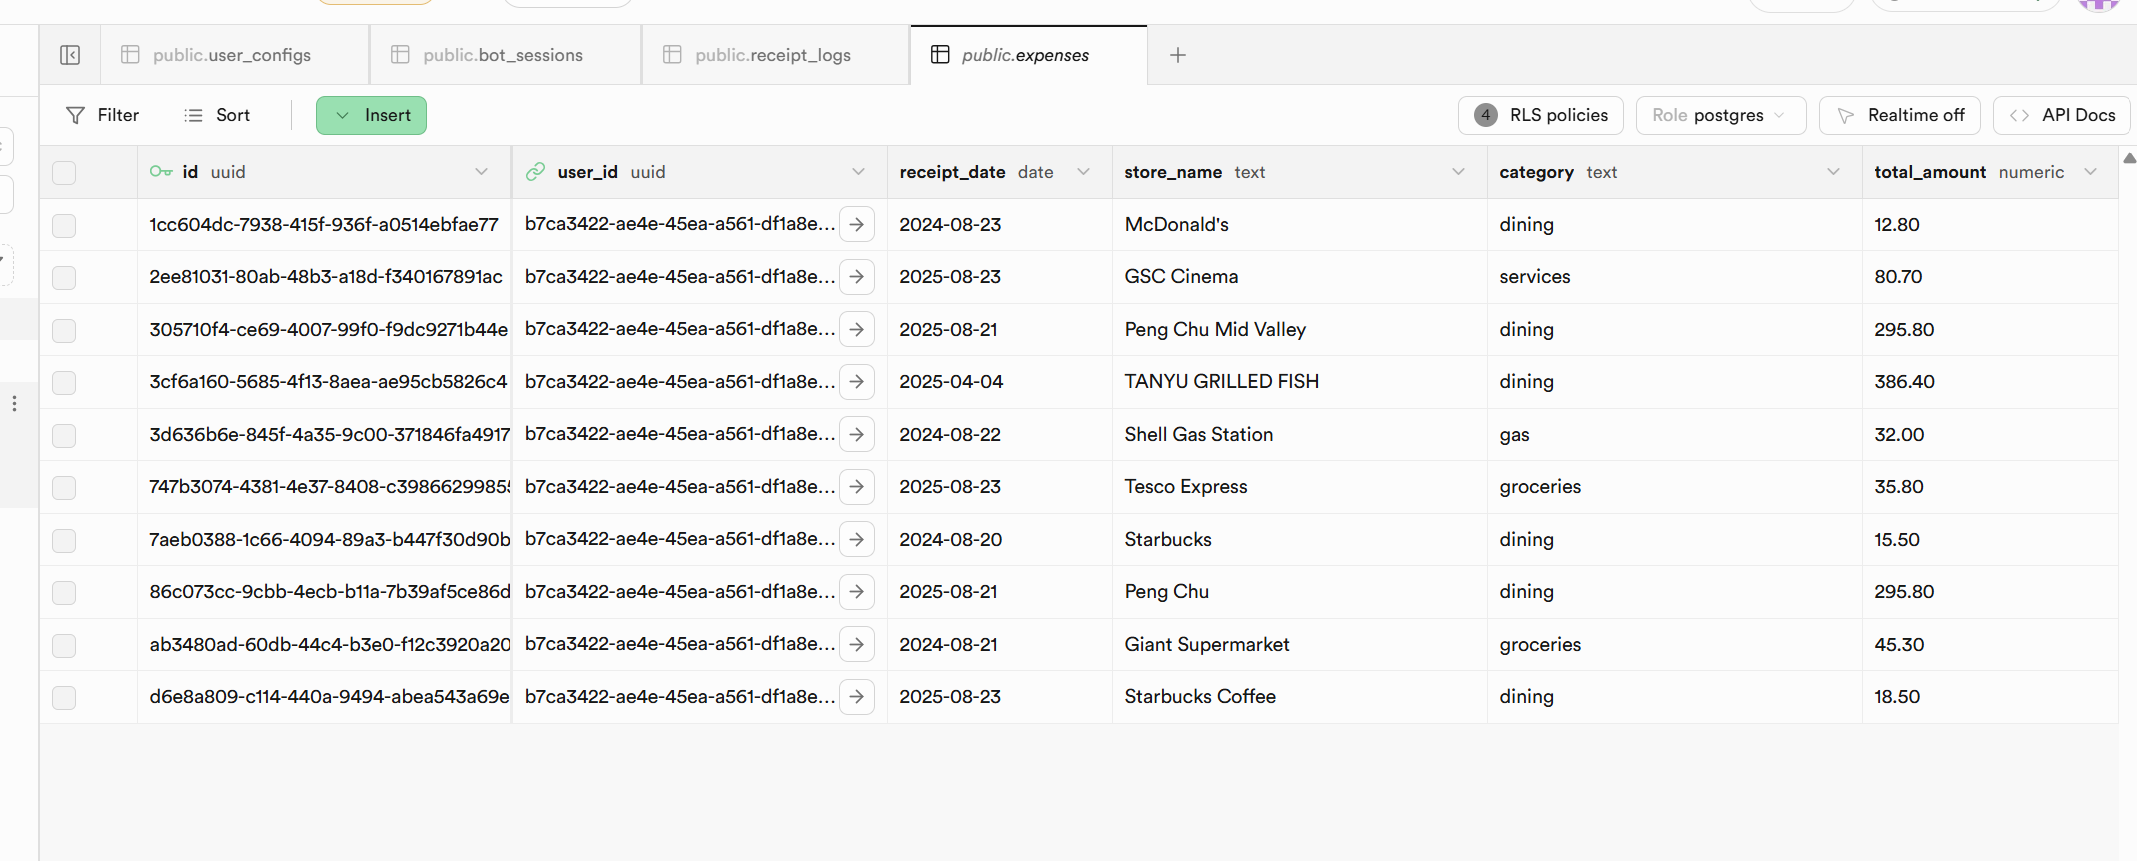 public.user_configs public.bot_sessions public.receipt_logs public.expenses
Filter Sort Insert 4 RLS policies Role postgres Realtime off API Docs
id uuid user_id uuid receipt_date date store_name text category text total_amount numeric
1cc604dc-7938-415f-936f-a0514ebfae77 b7ca3422-ae4e-45ea-a561-df1a8e... 2024-08-23 McDonald's dining 12.80
2ee81031-80ab-48b3-a18d-f340167891ac b7ca3422-ae4e-45ea-a561-df1a8e... 2025-08-23 GSC Cinema services 80.70
305710f4-ce69-4007-99f0-f9dc9271b44e b7ca3422-ae4e-45ea-a561-df1a8e... 2025-08-21 Peng Chu Mid Valley dining 295.80
3cf6a160-5685-4f13-8aea-ae95cb5826c4 b7ca3422-ae4e-45ea-a561-df1a8e... 2025-04-04 TANYU GRILLED FISH dining 386.40
3d636b6e-845f-4a35-9c00-371846fa4917 b7ca3422-ae4e-45ea-a561-df1a8e... 2024-08-22 Shell Gas Station gas 32.00
747b3074-4381-4e37-8408-c39866299855 b7ca3422-ae4e-45ea-a561-df1a8e... 2025-08-23 Tesco Express groceries 35.80
7aeb0388-1c66-4094-89a3-b447f30d90b b7ca3422-ae4e-45ea-a561-df1a8e... 2024-08-20 Starbucks dining 15.50
86c073cc-9cbb-4ecb-b11a-7b39af5ce86d b7ca3422-ae4e-45ea-a561-df1a8e... 2025-08-21 Peng Chu dining 295.80
ab3480ad-60db-44c4-b3e0-f12c3920a20 b7ca3422-ae4e-45ea-a561-df1a8e... 2024-08-21 Giant Supermarket groceries 45.30
d6e8a809-c114-440a-9494-abea543a69e b7ca3422-ae4e-45ea-a561-df1a8e... 2025-08-23 Starbucks Coffee dining 18.50